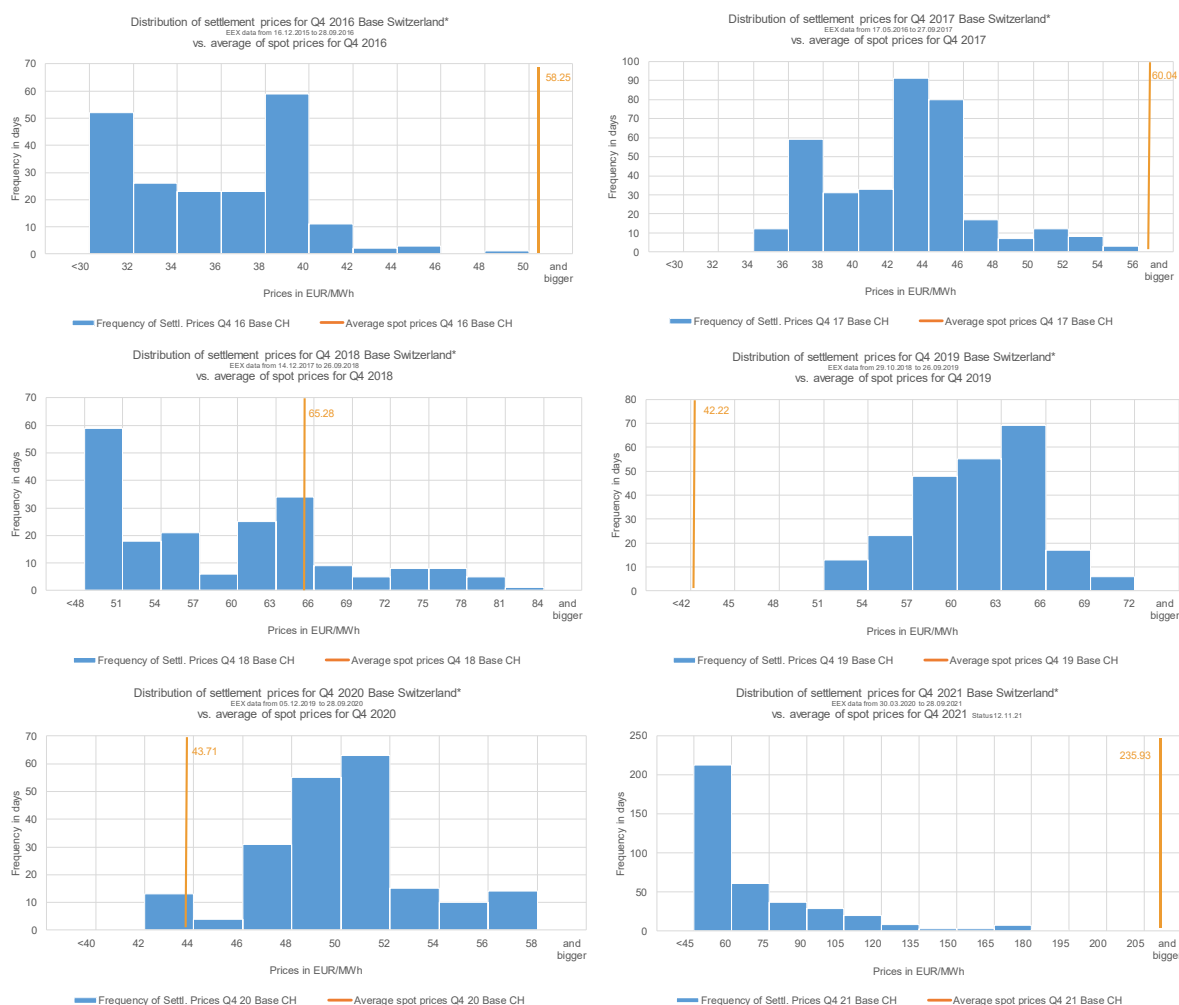 Distribution of settlement prices for Q4 2016 Base Switzerland*
EEX data from 16.12.2015 to 28.09.2016
vs. average of spot prices for Q4 2016
70
60
50
40
30
20
10
0
Frequency in days
58.25
<30 32 34 36 38 40 42 44 46 48 50 and
bigger
Prices in EUR/MWh
Frequency of Settl. Prices Q4 16 Base CH Average spot prices Q4 16 Base CH
Distribution of settlement prices for Q4 2017 Base Switzerland*
EEX data from 17.05.2016 to 27.09.2017
vs. average of spot prices for Q4 2017
100
90
80
70
60
50
40
30
20
10
0
Frequency in days
60.04
<30 32 34 36 38 40 42 44 46 48 50 52 54 56 and
bigger
Prices in EUR/MWh
Frequency of Settl. Prices Q4 17 Base CH Average spot prices Q4 17 Base CH
Distribution of settlement prices for Q4 2018 Base Switzerland*
EEX data from 14.12.2017 to 26.09.2018
vs. average of spot prices for Q4 2018
70
60
50
40
30
20
10
0
Frequency in days
65.28
<48 51 54 57 60 63 66 69 72 75 78 81 84 and
bigger
Prices in EUR/MWh
Frequency of Settl. Prices Q4 18 Base CH Average spot prices Q4 18 Base CH
Distribution of settlement prices for Q4 2019 Base Switzerland*
EEX data from 29.10.2018 to 26.09.2019
vs. average of spot prices for Q4 2019
80
70
60
50
40
30
20
10
0
Frequency in days
42.22
<42 45 48 51 54 57 60 63 66 69 72 and
bigger
Prices in EUR/MWh
Frequency of Settl. Prices Q4 19 Base CH Average spot prices Q4 19 Base CH
Distribution of settlement prices for Q4 2020 Base Switzerland*
EEX data from 05.12.2019 to 28.09.2020
vs. average of spot prices for Q4 2020
70
60
50
40
30
20
10
0
Frequency in days
43.71
<40 42 44 46 48 50 52 54 56 58 and
bigger
Prices in EUR/MWh
Frequency of Settl. Prices Q4 20 Base CH Average spot prices Q4 20 Base CH
Distribution of settlement prices for Q4 2021 Base Switzerland*
EEX data from 30.03.2020 to 28.09.2021
vs. average of spot prices for Q4 2021 Status 12.11.21
250
200
150
100
50
0
Frequency in days
235.93
<45 60 75 90 105 120 135 150 165 180 195 200 205 and
bigger
Prices in EUR/MWh
Frequency of Settl. Prices Q4 21 Base CH Average spot prices Q4 21 Base CH